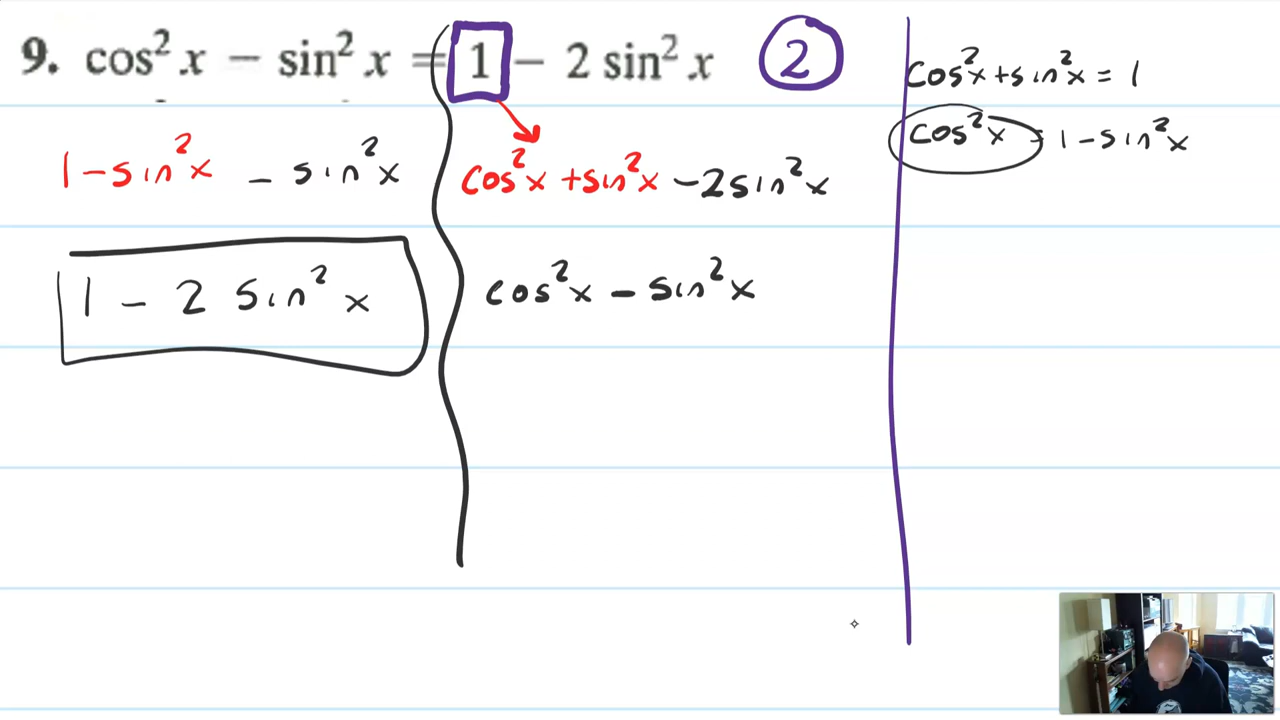 9. cos² x − sin² x = 1 − 2 sin² x ②
1 − sin²x − sin²x
1 − 2 sin² x
cos²x + sin²x − 2sin²x
cos²x − sin²x
cos²x + sin²x = 1
cos²x = 1 − sin²x